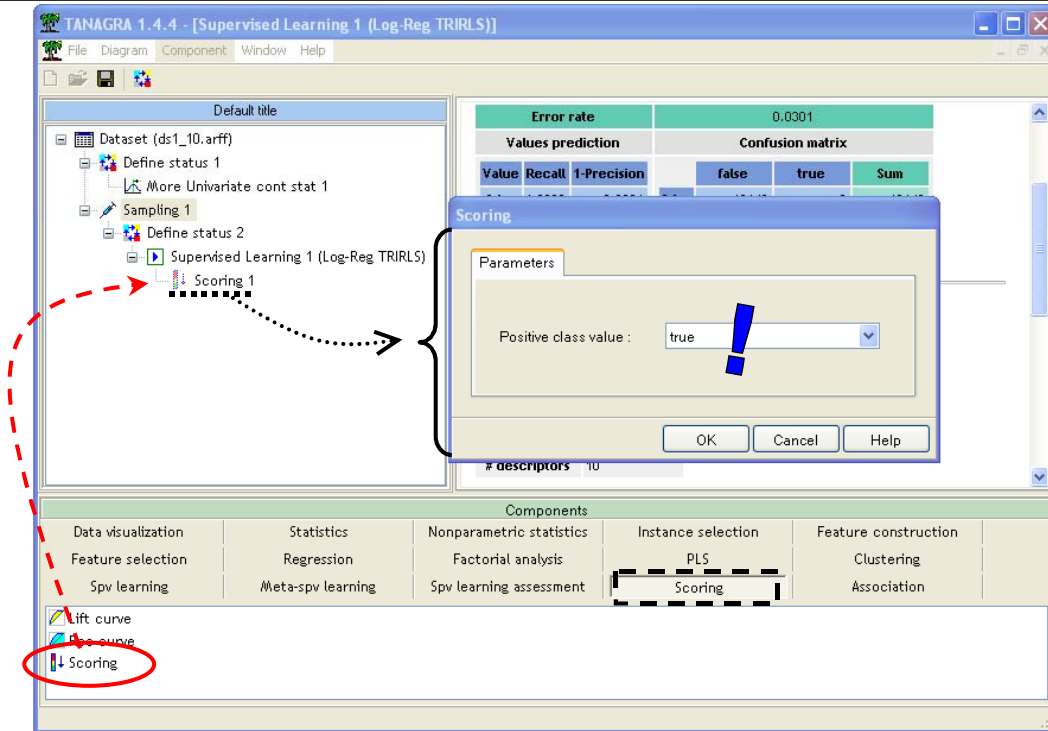 TANAGRA 1.4.4 - [Supervised Learning 1 (Log-Reg TRIRLS)]
File Diagram Component Window Help
Default title
Dataset (ds1_10.arff)
Define status 1
More Univariate cont stat 1
Sampling 1
Define status 2
Supervised Learning 1 (Log-Reg TRIRLS)
Scoring 1
Error rate 0.0301
Values prediction Confusion matrix
Value Recall 1-Precision false true Sum
Scoring
Parameters
Positive class value : true
!
OK Cancel Help
# descriptors 10
Components
Data visualization Statistics Nonparametric statistics Instance selection Feature construction
Feature selection Regression Factorial analysis PLS Clustering
Spv learning Meta-spv learning Spv learning assessment Scoring Association
Lift curve
Roc curve
Scoring